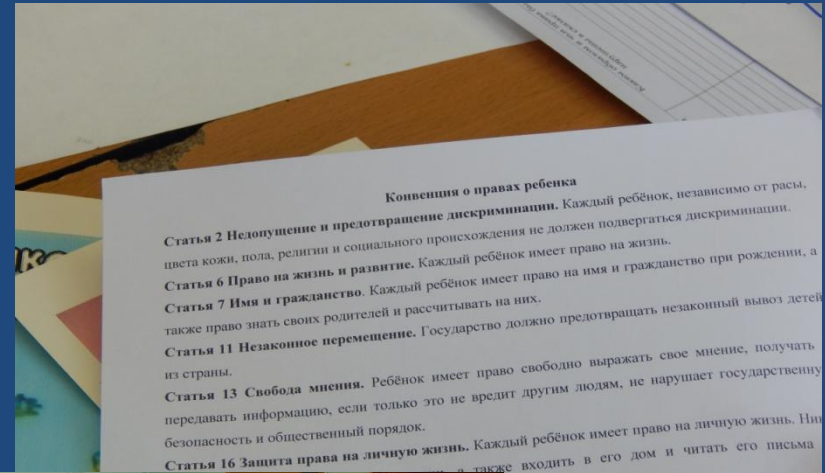 Конвенция о правах ребенка
Статья 2 Недопущение и предотвращение дискриминации. Каждый ребёнок, независимо от расы,
цвета кожи, пола, религии и социального происхождения не должен подвергаться дискриминации.
Статья 6 Право на жизнь и развитие. Каждый ребёнок имеет право на жизнь.
Статья 7 Имя и гражданство. Каждый ребёнок имеет право на имя и гражданство при рождении, а
также право знать своих родителей и рассчитывать на них.
Статья 11 Незаконное перемещение. Государство должно предотвращать незаконный вывоз детей
из страны.
Статья 13 Свобода мнения. Ребёнок имеет право свободно выражать свое мнение, получать
передавать информацию, если только это не вредит другим людям, не нарушает государственну
безопасность и общественный порядок.
Статья 16 Защита права на личную жизнь. Каждый ребёнок имеет право на личную жизнь. Ник
а также входить в его дом и читать его письма